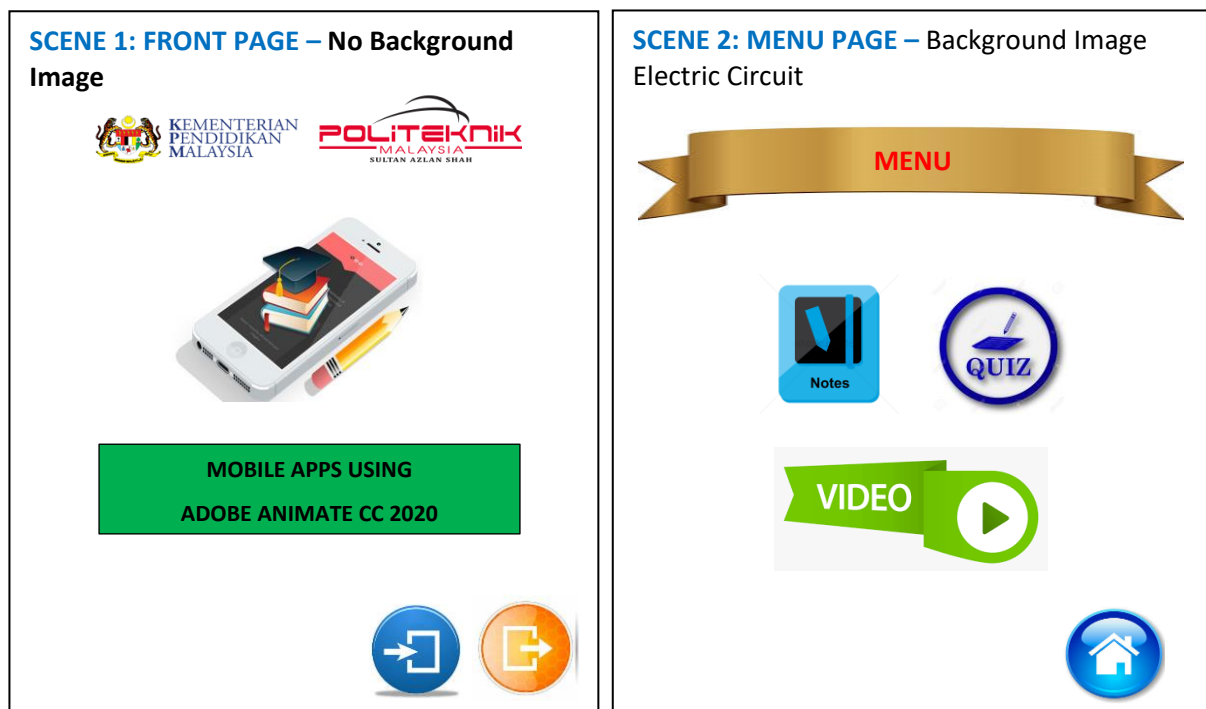 SCENE 1: FRONT PAGE – No Background
Image
KEMENTERIAN
PENDIDIKAN
MALAYSIA
POLITEKNIK
MALAYSIA
SULTAN AZLAN SHAH
MOBILE APPS USING
ADOBE ANIMATE CC 2020
SCENE 2: MENU PAGE – Background Image
Electric Circuit
MENU
Notes
QUIZ
VIDEO